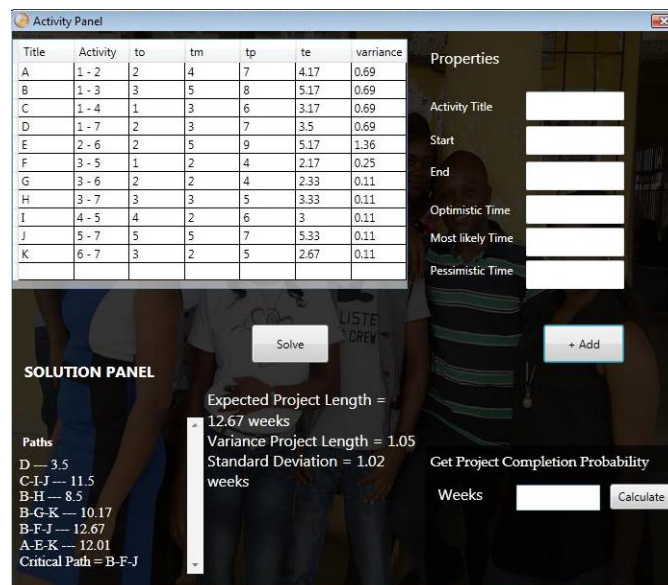 Activity Panel
Title Activity to tm tp te varriance
A 1 - 2 2 4 7 4.17 0.69
B 1 - 3 3 5 8 5.17 0.69
C 1 - 4 1 3 6 3.17 0.69
D 1 - 7 2 3 7 3.5 0.69
E 2 - 6 2 5 9 5.17 1.36
F 3 - 5 1 2 4 2.17 0.25
G 3 - 6 2 2 4 2.33 0.11
H 3 - 7 3 3 5 3.33 0.11
I 4 - 5 4 2 6 3 0.11
J 5 - 7 5 5 7 5.33 0.11
K 6 - 7 3 2 5 2.67 0.11
Properties
Activity Title
Start
End
Optimistic Time
Most likely Time
Pessimistic Time
Solve
+ Add
SOLUTION PANEL
Paths
D --- 3.5
C-I-J --- 11.5
B-H --- 8.5
B-G-K --- 10.17
B-F-J --- 12.67
A-E-K --- 12.01
Critical Path = B-F-J
Expected Project Length =
12.67 weeks
Variance Project Length = 1.05
Standard Deviation = 1.02
weeks
Get Project Completion Probability
Weeks
Calculate
LISTE
CREW